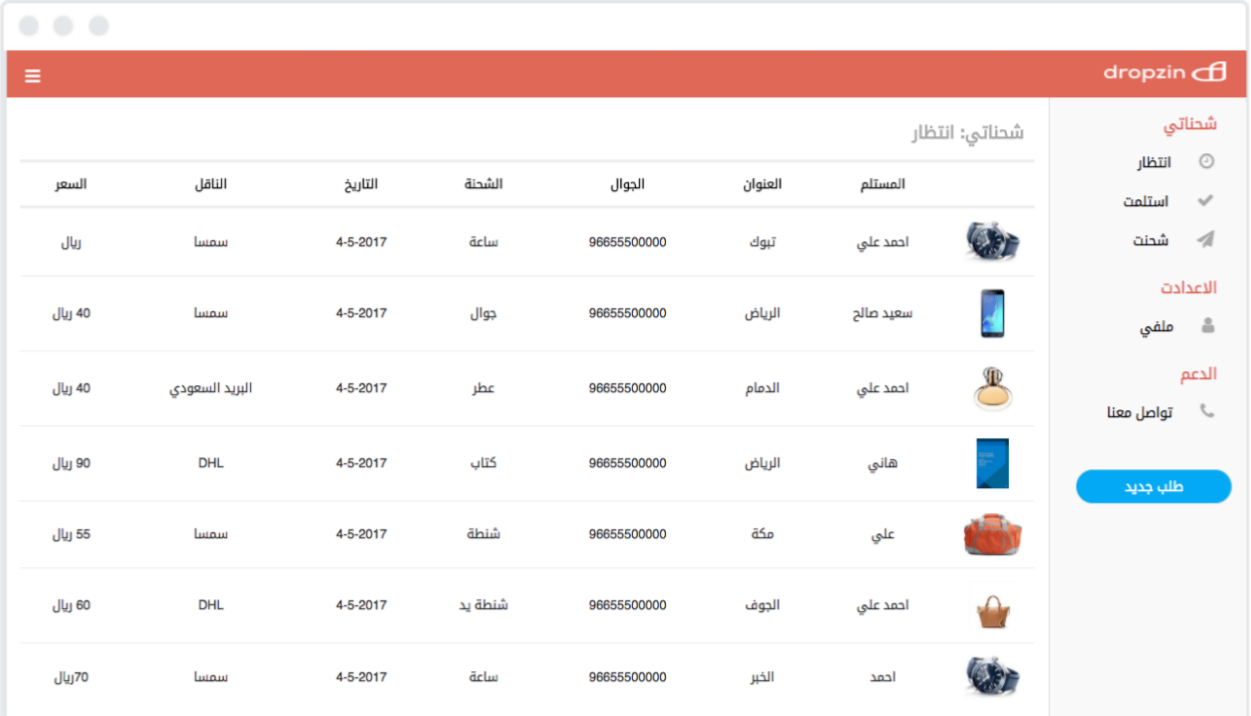 dropzin
شحناتي
انتظار
استلمت
شحنت
الاعدادت
ملفي
الدعم
تواصل معنا
طلب جديد
شحناتي: انتظار
المستلم العنوان الجوال الشحنة التاريخ الناقل السعر
احمد علي تبوك 96655500000 ساعة 4-5-2017 سمسا ريال
سعيد صالح الرياض 96655500000 جوال 4-5-2017 سمسا 40 ريال
احمد علي الدمام 96655500000 عطر 4-5-2017 البريد السعودي 40 ريال
هاني الرياض 96655500000 كتاب 4-5-2017 DHL 90 ريال
علي مكة 96655500000 شنطة 4-5-2017 سمسا 55 ريال
احمد علي الجوف 96655500000 شنطة يد 4-5-2017 DHL 60 ريال
احمد الخبر 96655500000 ساعة 4-5-2017 سمسا 70ريال